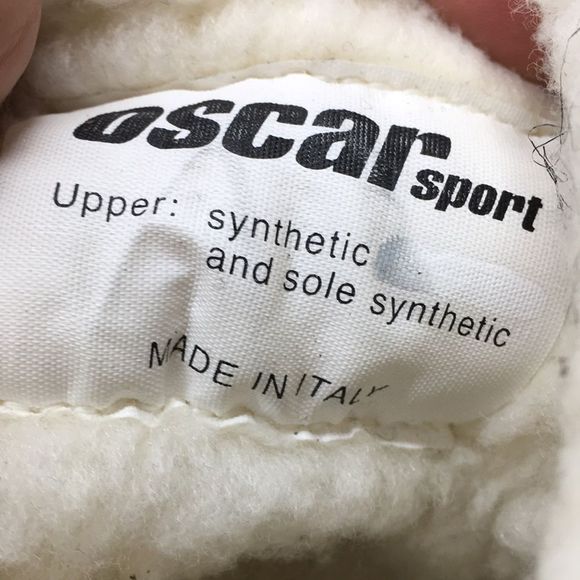 oscar
sport
Upper: synthetic
and sole synthetic
MADE IN ITALY